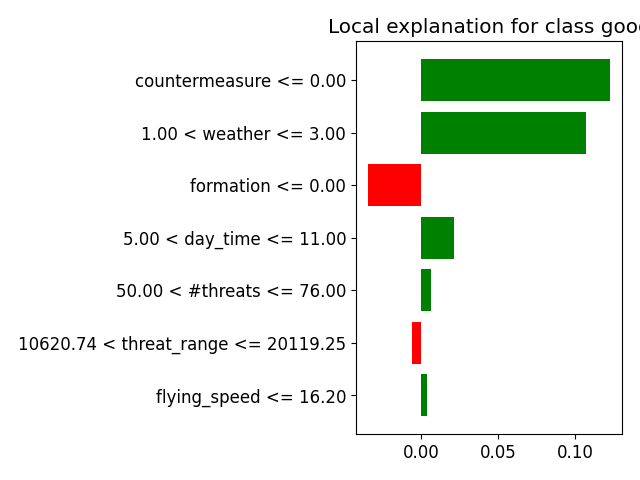 Local explanation for class good
countermeasure <= 0.00
1.00 < weather <= 3.00
formation <= 0.00
5.00 < day_time <= 11.00
50.00 < #threats <= 76.00
10620.74 < threat_range <= 20119.25
flying_speed <= 16.20
0.00 0.05 0.10